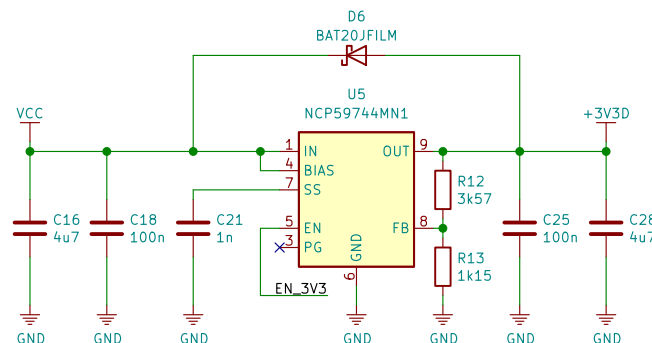 D6
BAT20JFILM
U5
NCP59744MN1
VCC
+3V3D
1
IN
OUT
9
4
BIAS
7
SS
R12
3k57
C16
4u7
C18
100n
C21
1n
5
EN
FB
8
C25
100n
C28
4u7
3
PG
GND
R13
1k15
6
EN_3V3
GND
GND
GND
GND
GND
GND
GND